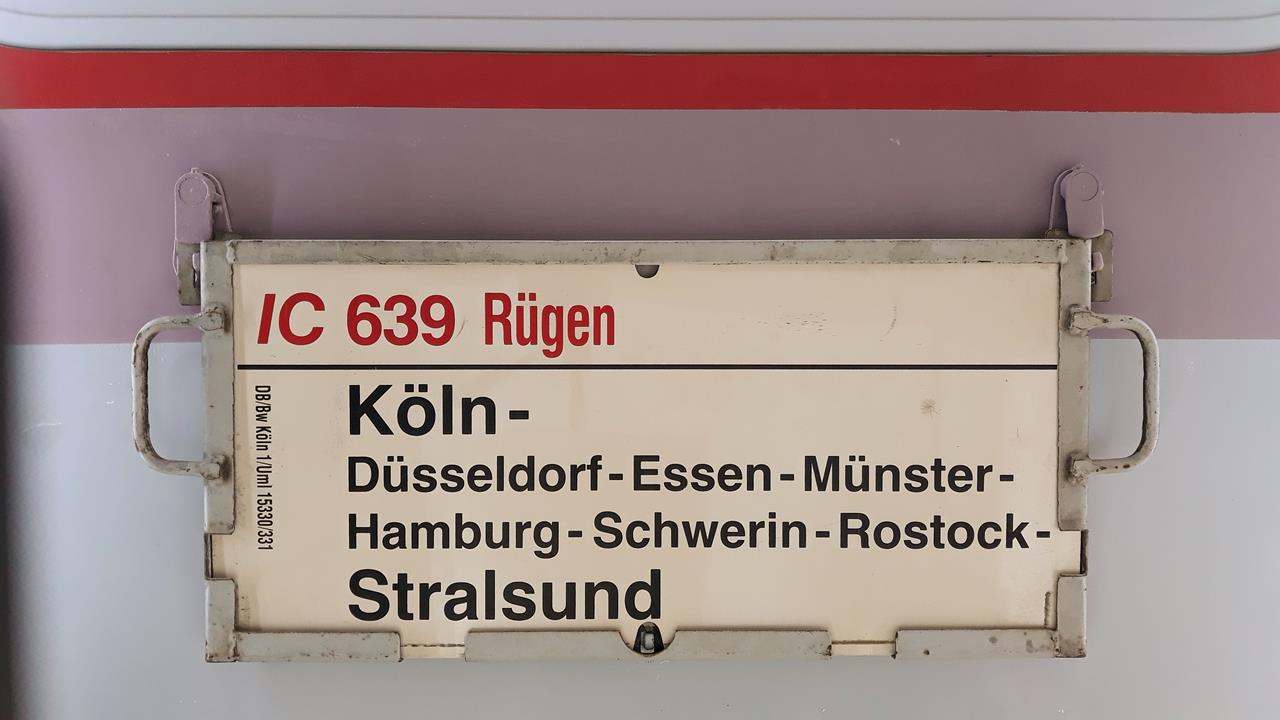 IC 639 Rügen
Köln-
Düsseldorf-Essen-Münster-
Hamburg-Schwerin-Rostock-
Stralsund
DB/Bw Köln 1/Uml 15330/331